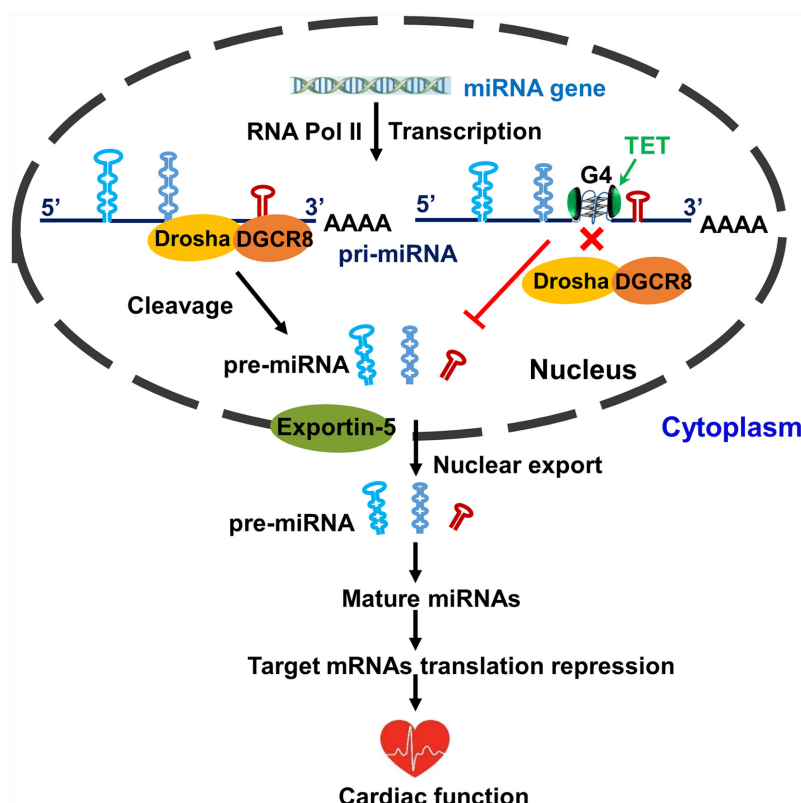 miRNA gene
RNA Pol II Transcription
TET
G4
5’ 3’ AAAA
5’ 3’ AAAA
Drosha DGCR8
pri-miRNA
Drosha DGCR8
Cleavage
pre-miRNA
Nucleus
Exportin-5
Cytoplasm
Nuclear export
pre-miRNA
Mature miRNAs
Target mRNAs translation repression
Cardiac function